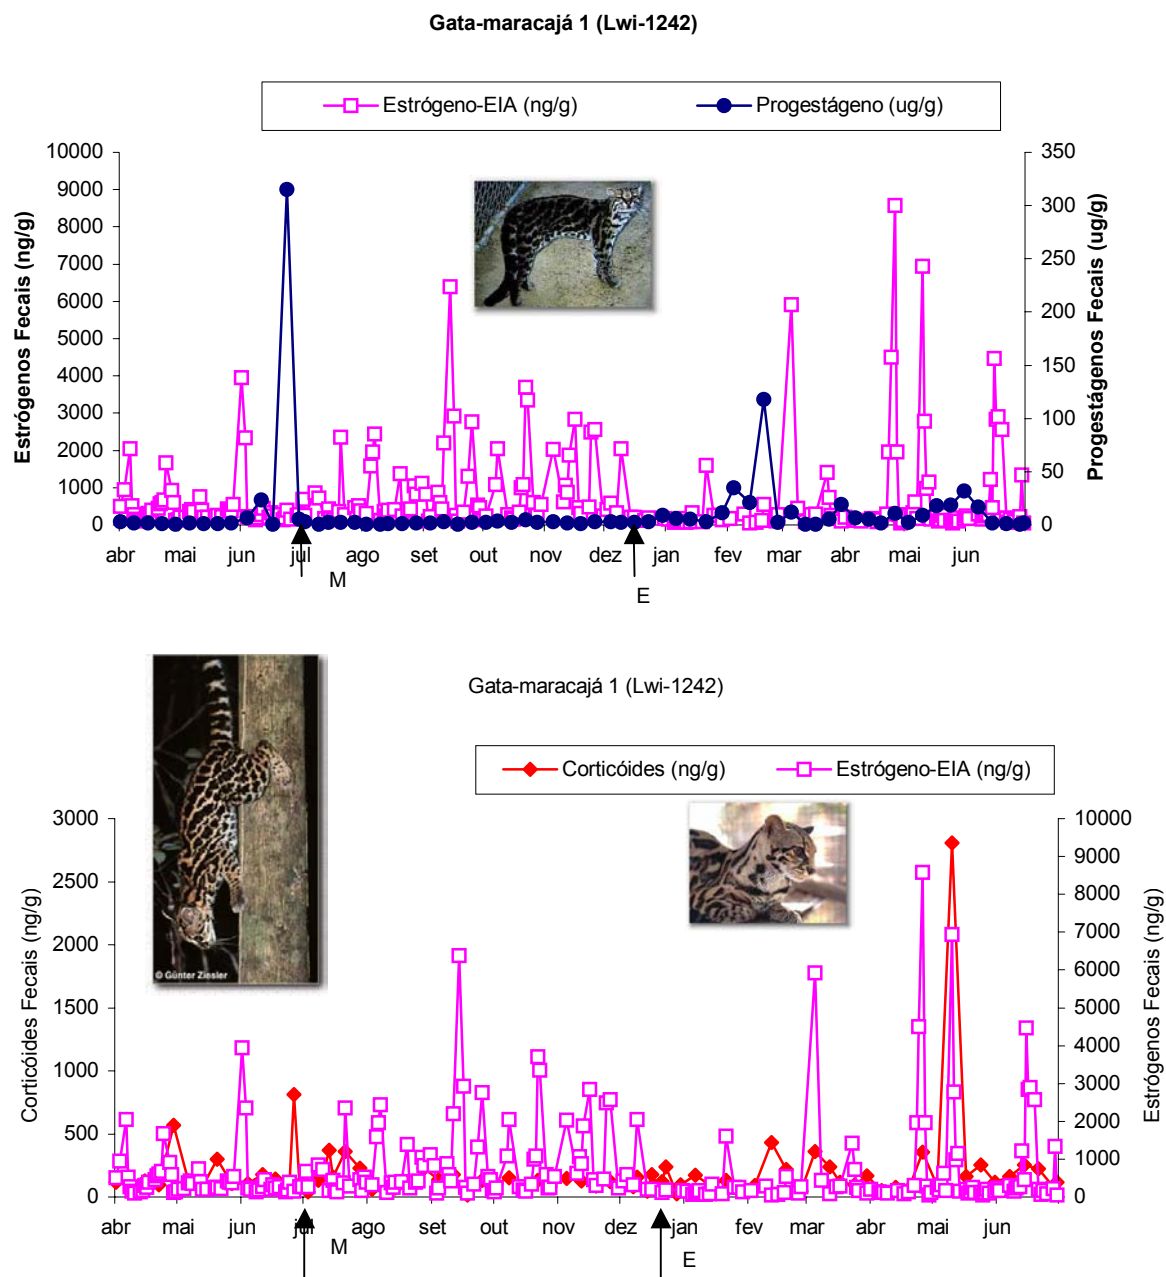 Gata-maracajá 1 (Lwi-1242)
Estrógeno-EIA (ng/g) Progestágeno (ug/g)
Estrógenos Fecais (ng/g)
10000
9000
8000
7000
6000
5000
4000
3000
2000
1000
0
350
300
250
200
150
100
50
0
Progestágenos Fecais (ug/g)
abr mai jun jul ago set out nov dez jan fev mar abr mai jun
M E
© Günter Ziesler
Gata-maracajá 1 (Lwi-1242)
Corticóides (ng/g) Estrógeno-EIA (ng/g)
Corticóides Fecais (ng/g)
3000
2500
2000
1500
1000
500
0
10000
9000
8000
7000
6000
5000
4000
3000
2000
1000
0
Estrógenos Fecais (ng/g)
abr mai jun jul ago set out nov dez jan fev mar abr mai jun
M E